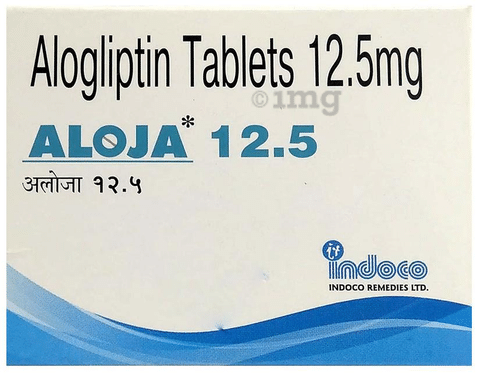 Alogliptin Tablets 12.5mg
©1mg
ALOJA* 12.5
अलोजा १२.५
indoco
INDOCO REMEDIES LTD.